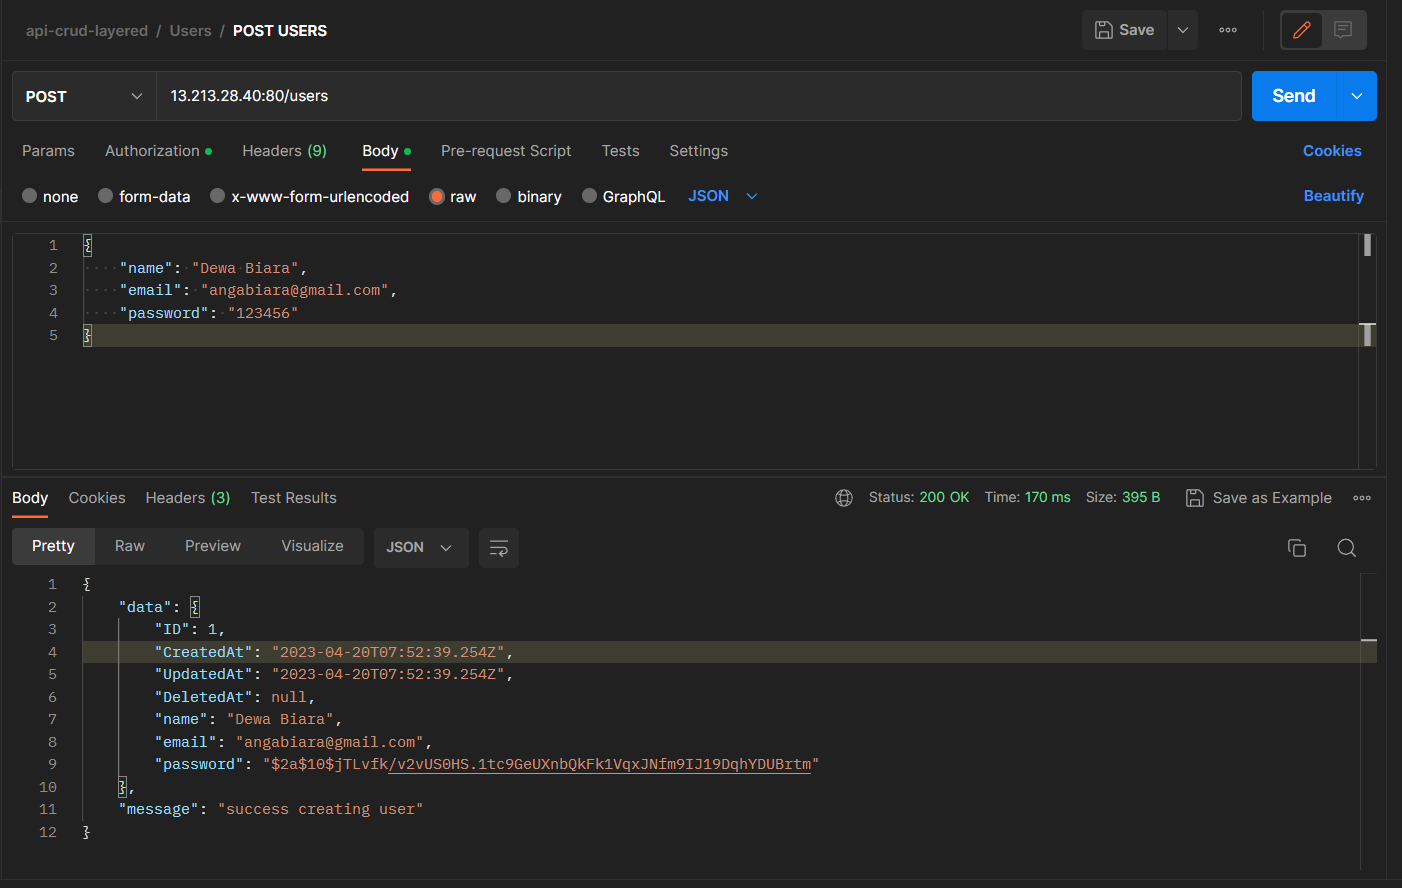 api-crud-layered / Users / POST USERS Save
POST 13.213.28.40:80/users Send
Params Authorization Headers (9) Body Pre-request Script Tests Settings Cookies
none form-data x-www-form-urlencoded raw binary GraphQL JSON Beautify
1 {
2 "name": "Dewa Biara",
3 "email": "angabiara@gmail.com",
4 "password": "123456"
5 }
Body Cookies Headers (3) Test Results Status: 200 OK Time: 170 ms Size: 395 B Save as Example
Pretty Raw Preview Visualize JSON
1 {
2 "data": {
3 "ID": 1,
4 "CreatedAt": "2023-04-20T07:52:39.254Z",
5 "UpdatedAt": "2023-04-20T07:52:39.254Z",
6 "DeletedAt": null,
7 "name": "Dewa Biara",
8 "email": "angabiara@gmail.com",
9 "password": "$2a$10$jTLvfk/v2vUS0HS.1tc9GeUXnbQkFk1VqxJNfm9IJ19DqhYDUBrtm"
10 },
11 "message": "success creating user"
12 }